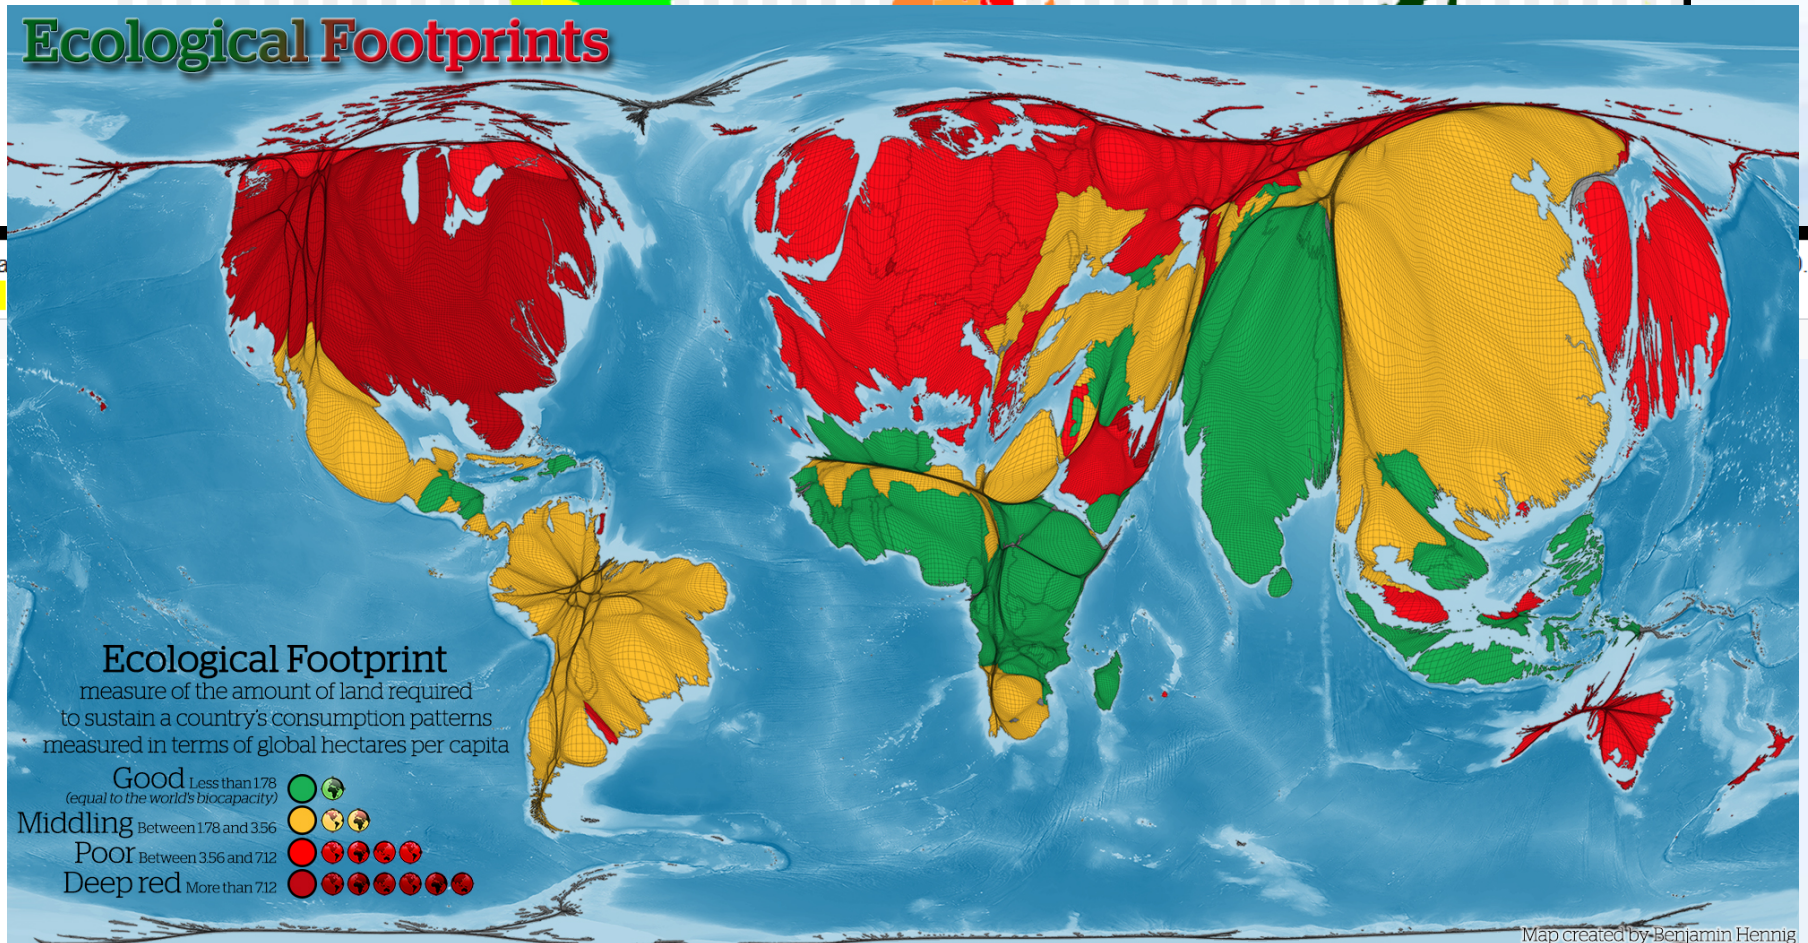 Ecological Footprints
Ecological Footprint
measure of the amount of land required
to sustain a country's consumption patterns
measured in terms of global hectares per capita
Good Less than 1.78
(equal to the world's biocapacity)
Middling Between 1.78 and 3.56
Poor Between 3.56 and 7.12
Deep red More than 7.12
Map created by Benjamin Hennig